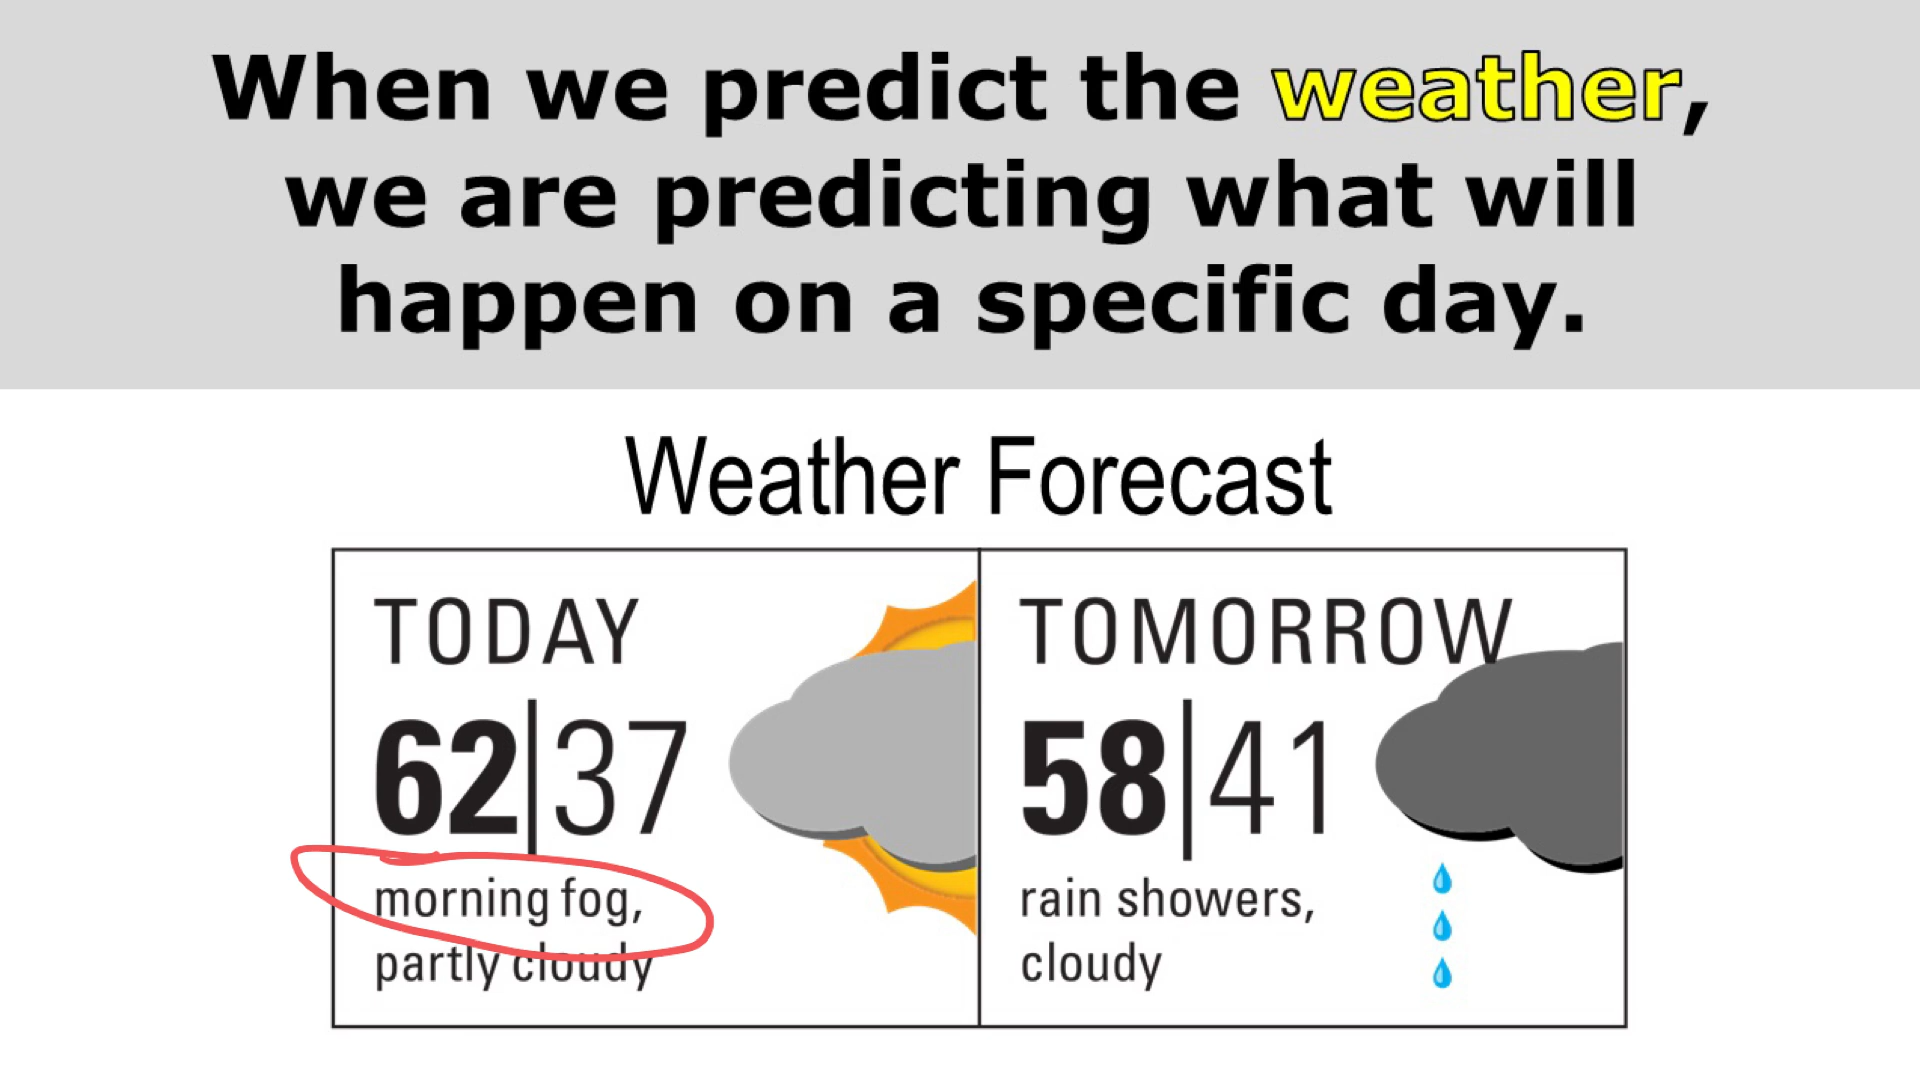 When we predict the weather,
we are predicting what will
happen on a specific day.
Weather Forecast
TODAY
62|37
morning fog,
partly cloudy
TOMORROW
58|41
rain showers,
cloudy